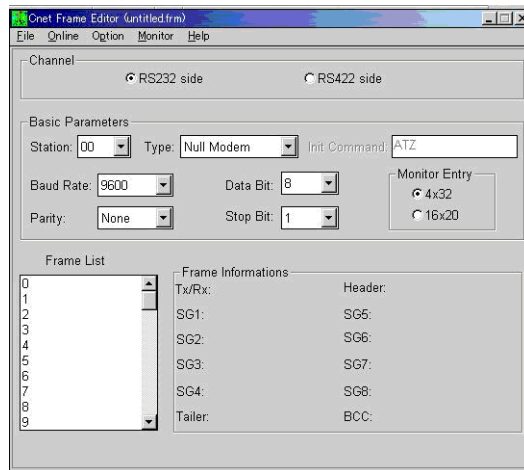 Cnet Frame Editor (untitled.frm)
File Online Option Monitor Help
Channel
RS232 side RS422 side
Basic Parameters
Station: 00 Type: Null Modem Init Command: ATZ
Baud Rate: 9600 Data Bit: 8 Monitor Entry
4x32
Parity: None Stop Bit: 1 16x20
Frame List
Frame Informations
0
Tx/Rx: Header:
1
2
SG1: SG5:
3
SG2: SG6:
4
5
SG3: SG7:
6
7
SG4: SG8:
8
9
Tailer: BCC: